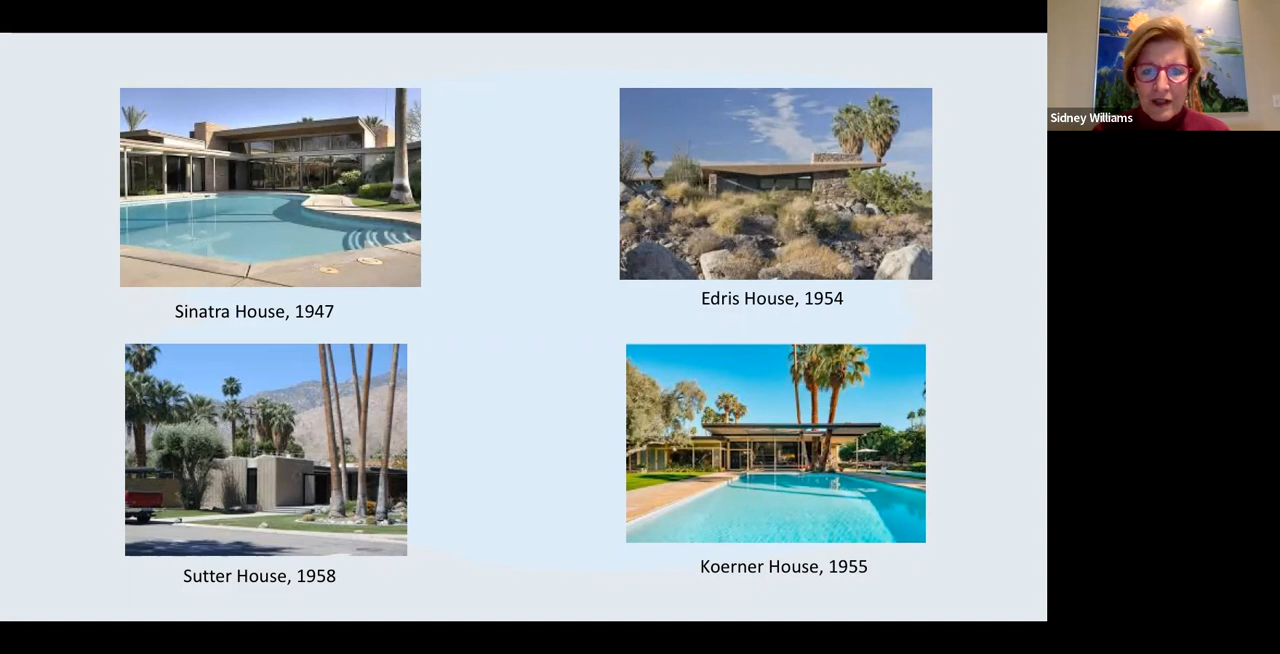 Sidney Williams
Sinatra House, 1947
Edris House, 1954
Sutter House, 1958
Koerner House, 1955